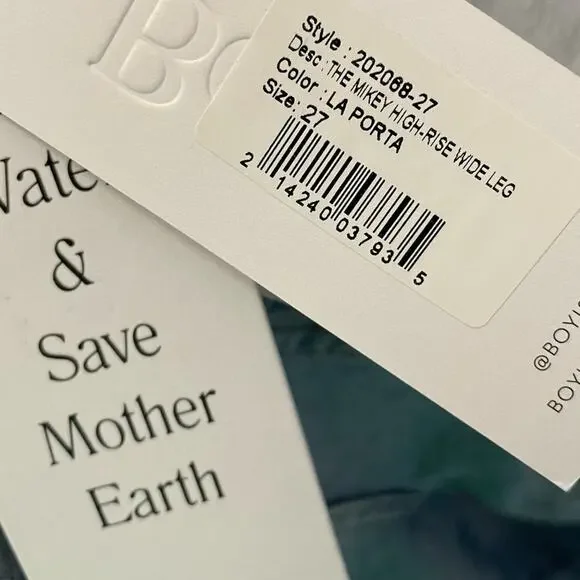 Bo
Style : 202068-27
Desc : THE MIKEY HIGH-RISE WIDE LEG
Color : LA PORTA
Size: 27
2 14240 03793 5
@BOYI
BOYI
Wate
&
Save
Mother
Earth